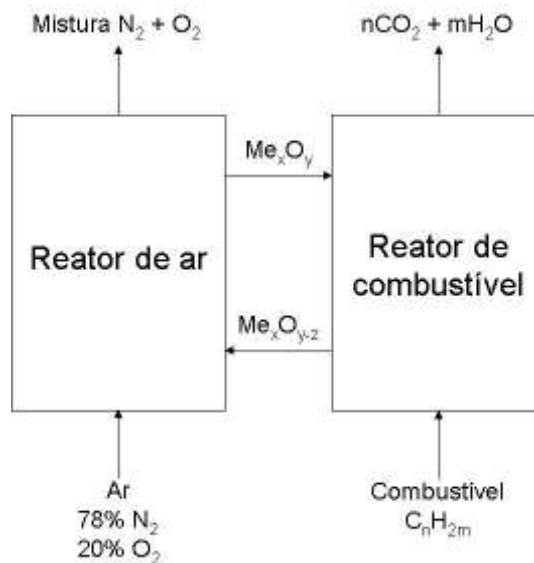 Mistura N₂ + O₂
nCO₂ + mH₂O
MeₓOᵧ
Reator de ar
Reator de
combustível
MeₓOᵧ₋₂
Ar
78% N₂
20% O₂
Combustível
CₙH₂ₘ